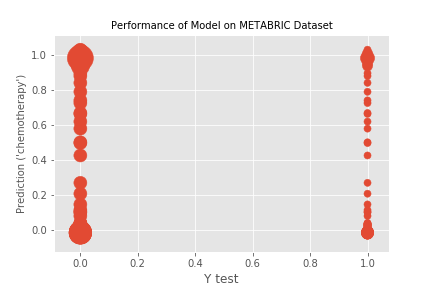 Performance of Model on METABRIC Dataset
Prediction ('chemotherapy')
1.0
0.8
0.6
0.4
0.2
0.0
0.0 0.2 0.4 0.6 0.8 1.0
Y test